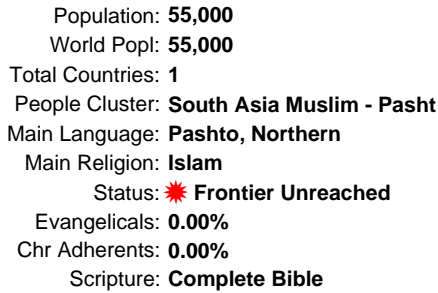 Population: 55,000
World Popl: 55,000
Total Countries: 1
People Cluster: South Asia Muslim - Pasht
Main Language: Pashto, Northern
Main Religion: Islam
Status: Frontier Unreached
Evangelicals: 0.00%
Chr Adherents: 0.00%
Scripture: Complete Bible